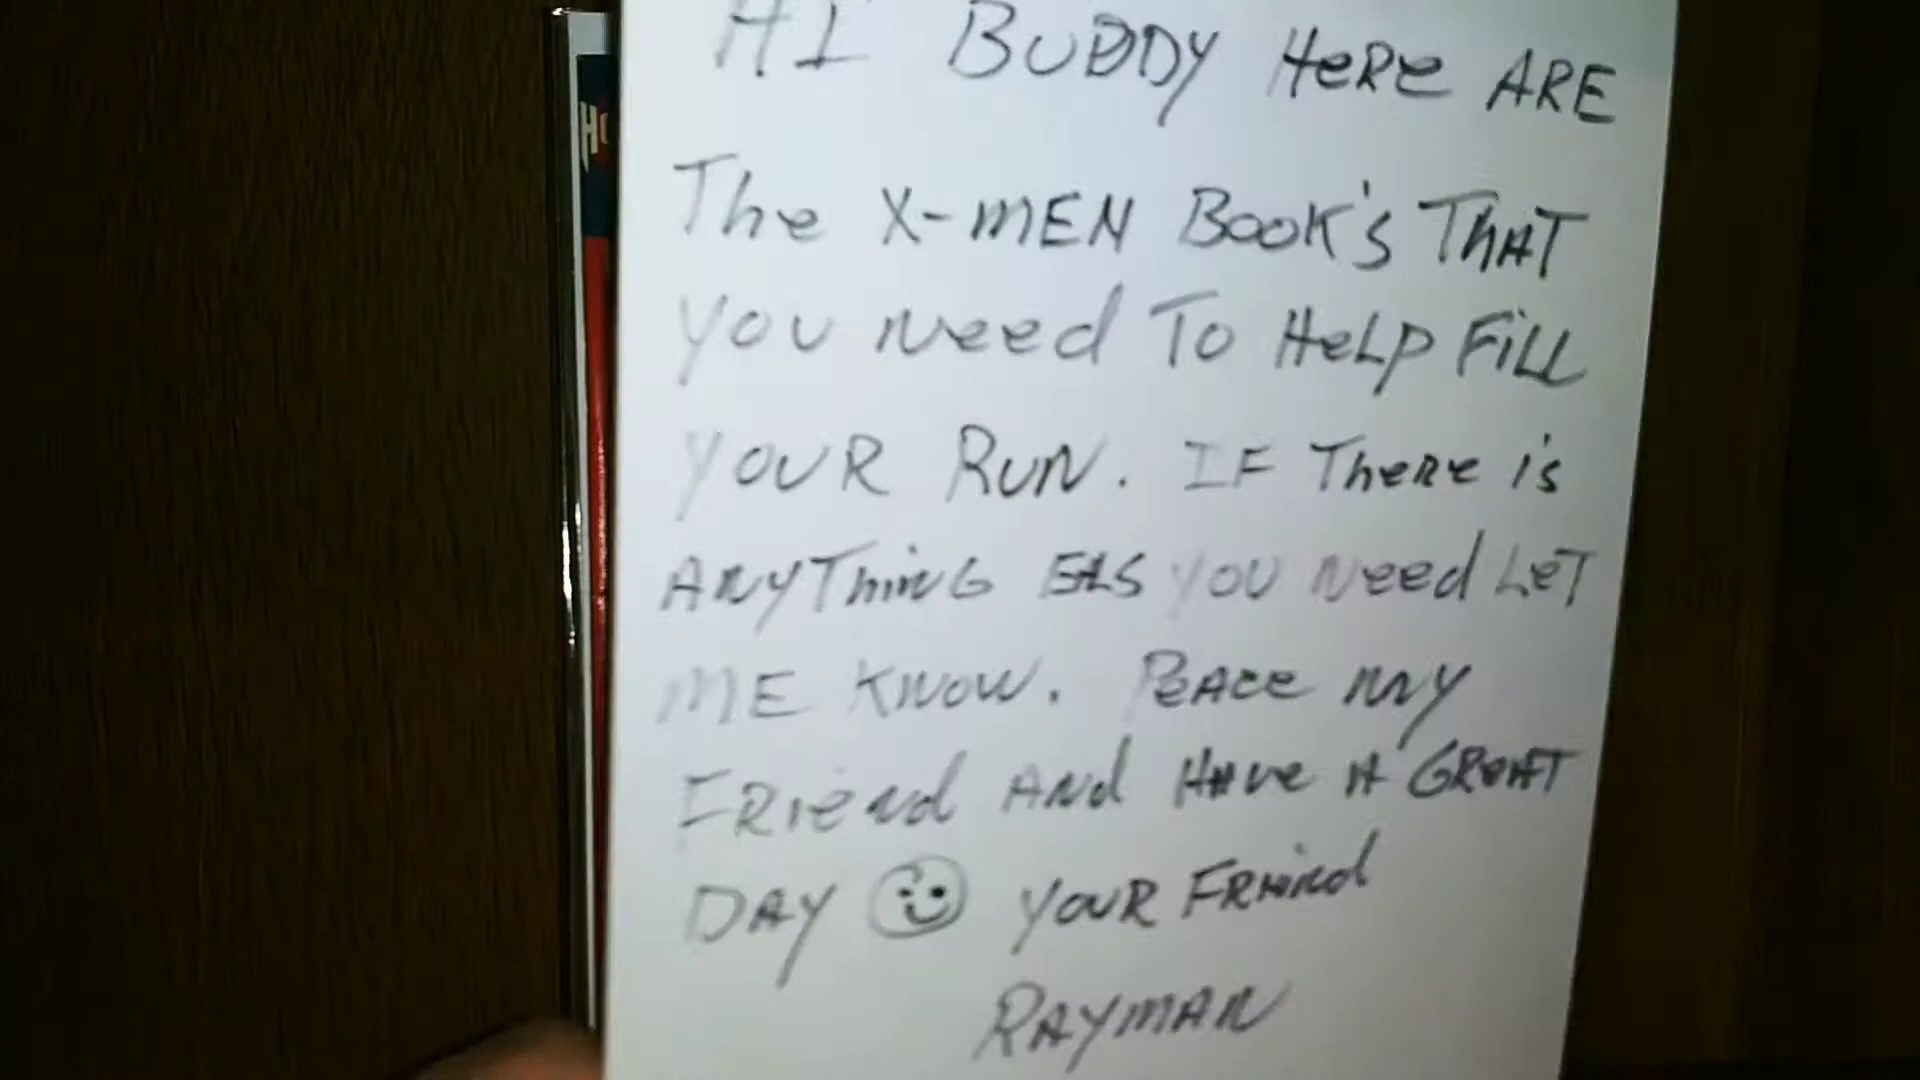 HI BUDDY HeRe ARE
The X-MEN BOOK'S THAT
YOU Need To HeLP FiLL
YOUR RUN. IF TheRe is
ANYThiNG ELS YOU Need LeT
ME KNOW. PeACe MY
FRiend ANd HAve A GReAT
DAY YOUR FRieNd
RAYMAN